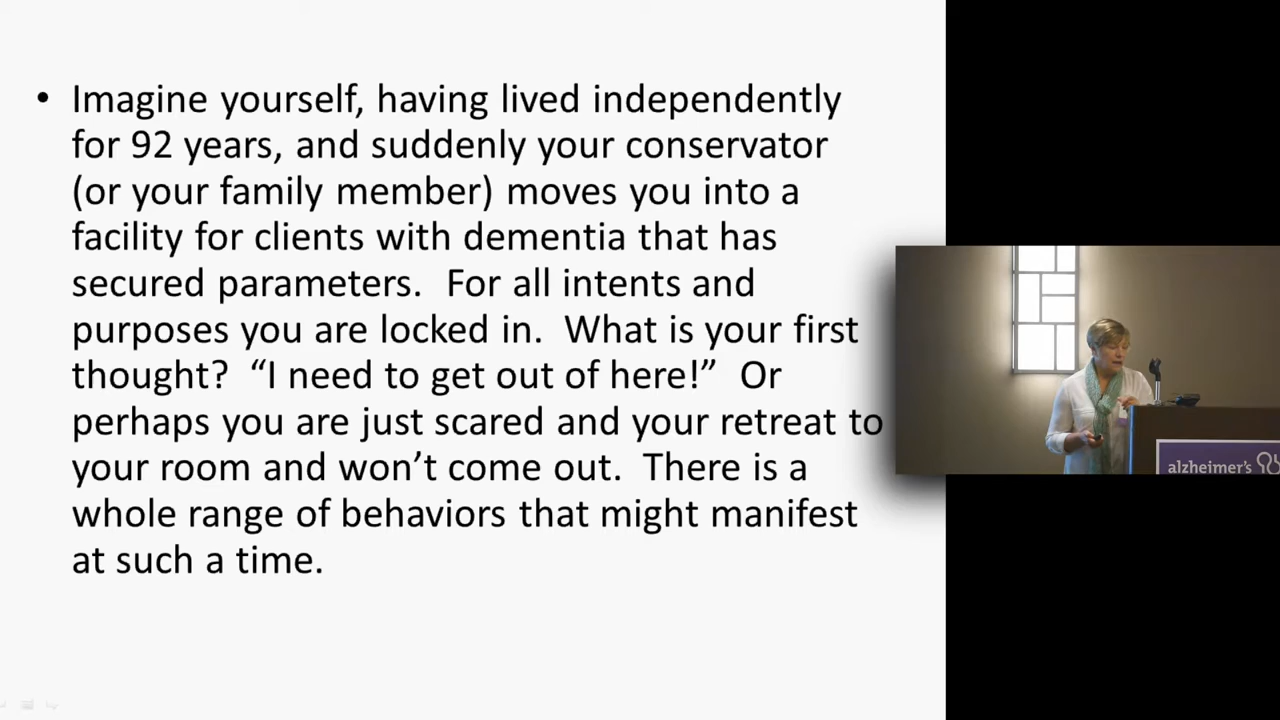 • Imagine yourself, having lived independently
for 92 years, and suddenly your conservator
(or your family member) moves you into a
facility for clients with dementia that has
secured parameters.  For all intents and
purposes you are locked in.  What is your first
thought?  “I need to get out of here!”  Or
perhaps you are just scared and your retreat to
your room and won’t come out.  There is a
whole range of behaviors that might manifest
at such a time.
alzheimer's